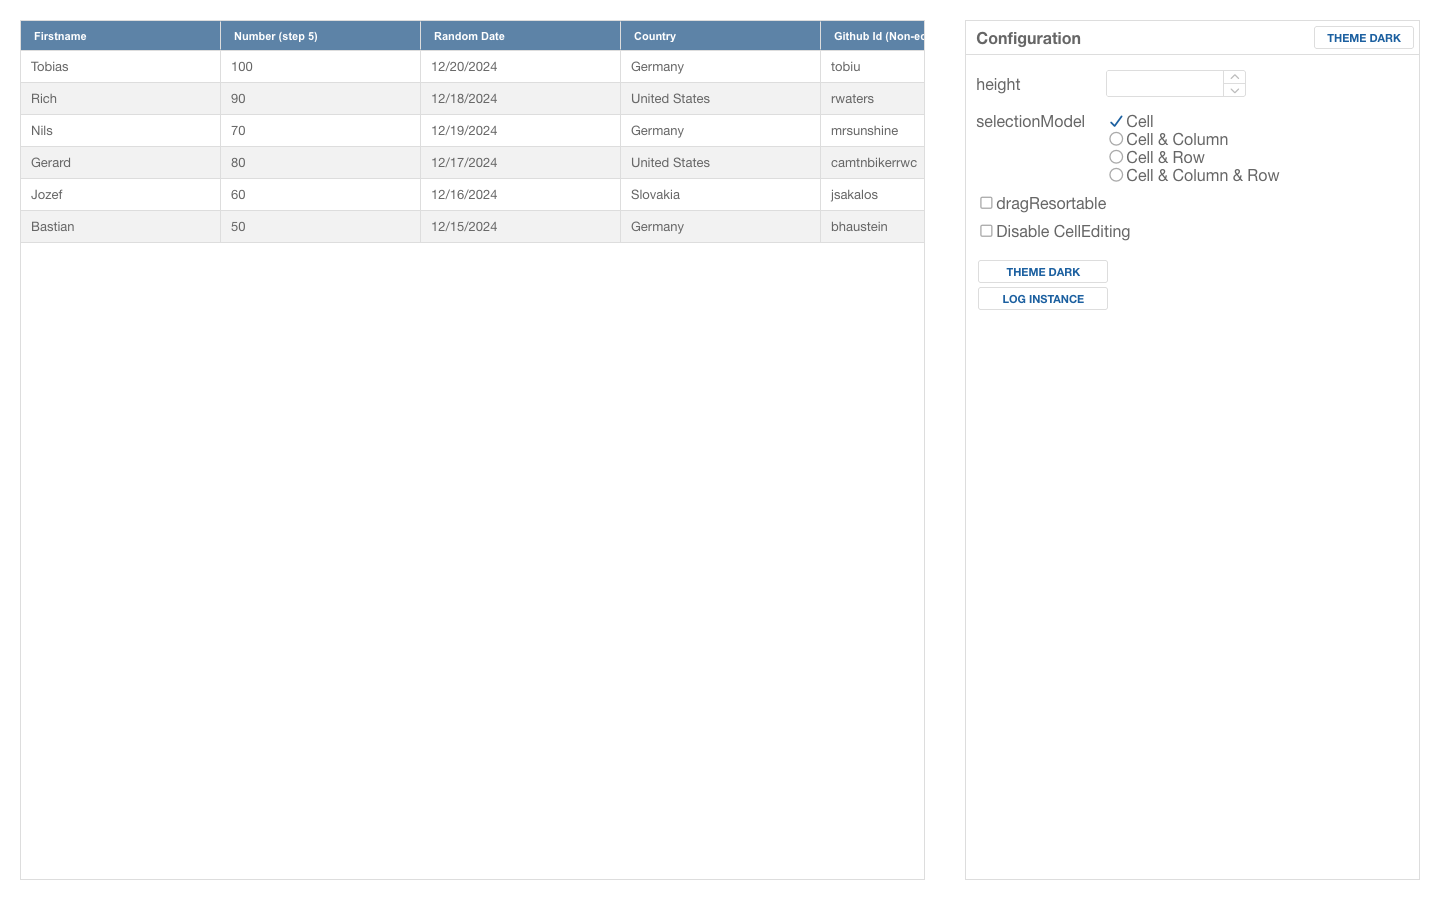 Firstname Number (step 5) Random Date Country Github Id (Non-ed
Tobias 100 12/20/2024 Germany tobiu
Rich 90 12/18/2024 United States rwaters
Nils 70 12/19/2024 Germany mrsunshine
Gerard 80 12/17/2024 United States camtnbikerrwc
Jozef 60 12/16/2024 Slovakia jsakalos
Bastian 50 12/15/2024 Germany bhaustein
Configuration THEME DARK
height
selectionModel Cell
Cell & Column
Cell & Row
Cell & Column & Row
dragResortable
Disable CellEditing
THEME DARK
LOG INSTANCE